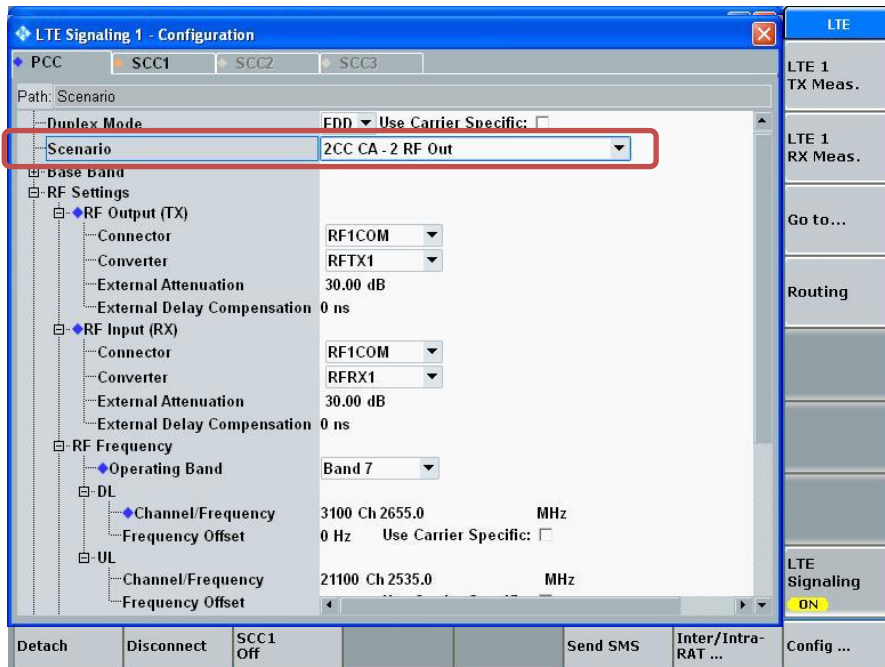 LTE Signaling 1 - Configuration
PCC SCC1 SCC2 SCC3
Path: Scenario
Duplex Mode FDD Use Carrier Specific:
Scenario 2CC CA - 2 RF Out
Base Band
RF Settings
RF Output (TX)
Connector RF1COM
Converter RFTX1
External Attenuation 30.00 dB
External Delay Compensation 0 ns
RF Input (RX)
Connector RF1COM
Converter RFRX1
External Attenuation 30.00 dB
External Delay Compensation 0 ns
RF Frequency
Operating Band Band 7
DL
Channel/Frequency 3100 Ch 2655.0 MHz
Frequency Offset 0 Hz Use Carrier Specific:
UL
Channel/Frequency 21100 Ch 2535.0 MHz
Frequency Offset
LTE
LTE 1
TX Meas.
LTE 1
RX Meas.
Go to...
Routing
LTE
Signaling
ON
Detach
Disconnect
SCC1
Off
Send SMS
Inter/Intra-
RAT ...
Config ...